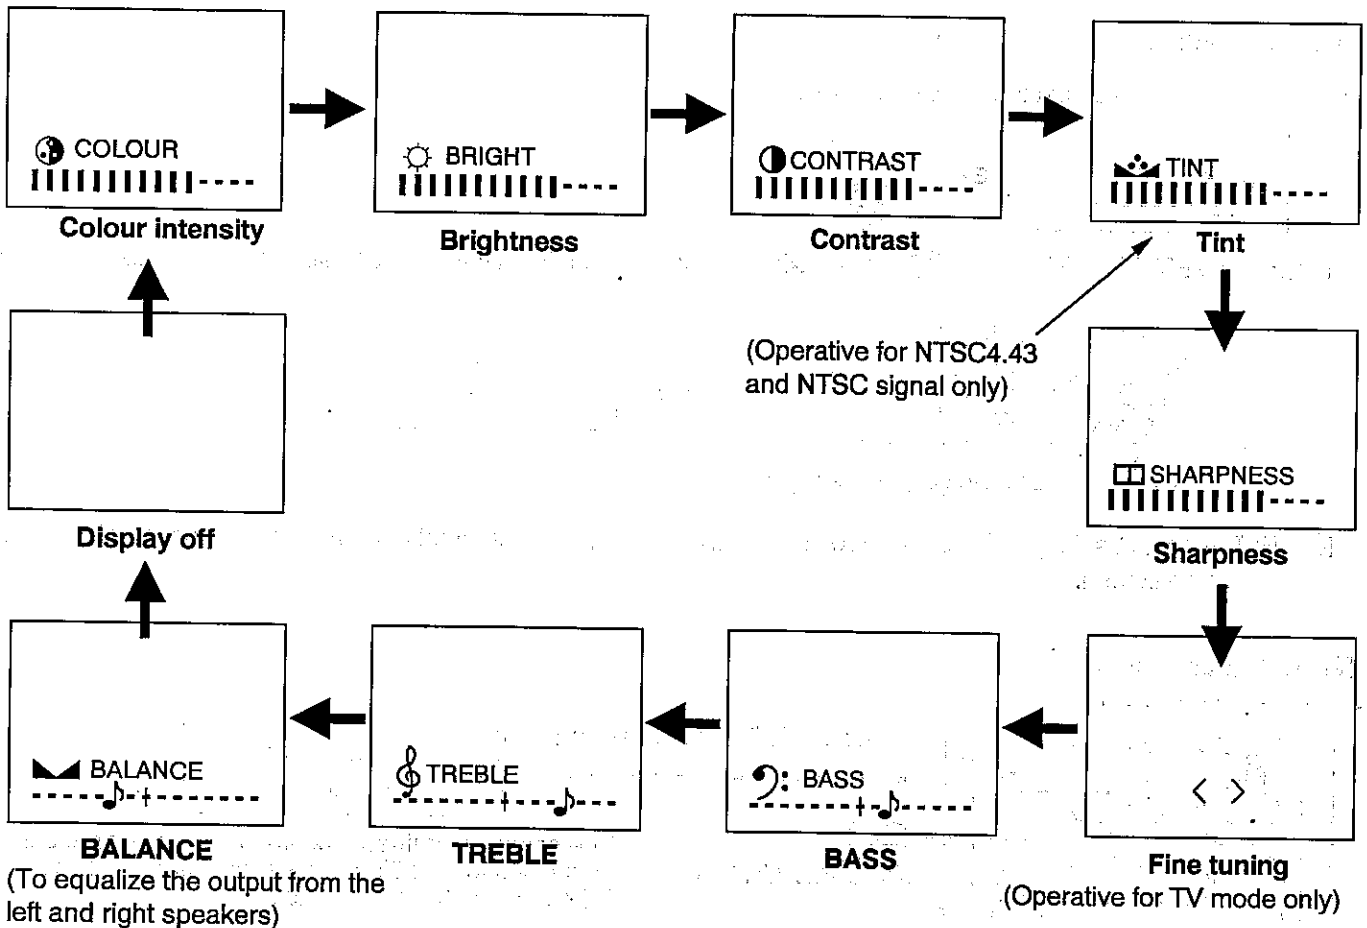 COLOUR
Colour intensity
BRIGHT
Brightness
CONTRAST
Contrast
TINT
Tint
(Operative for NTSC4.43
and NTSC signal only)
SHARPNESS
Sharpness
< >
Fine tuning
(Operative for TV mode only)
BASS
BASS
TREBLE
TREBLE
BALANCE
BALANCE
(To equalize the output from the
left and right speakers)
Display off